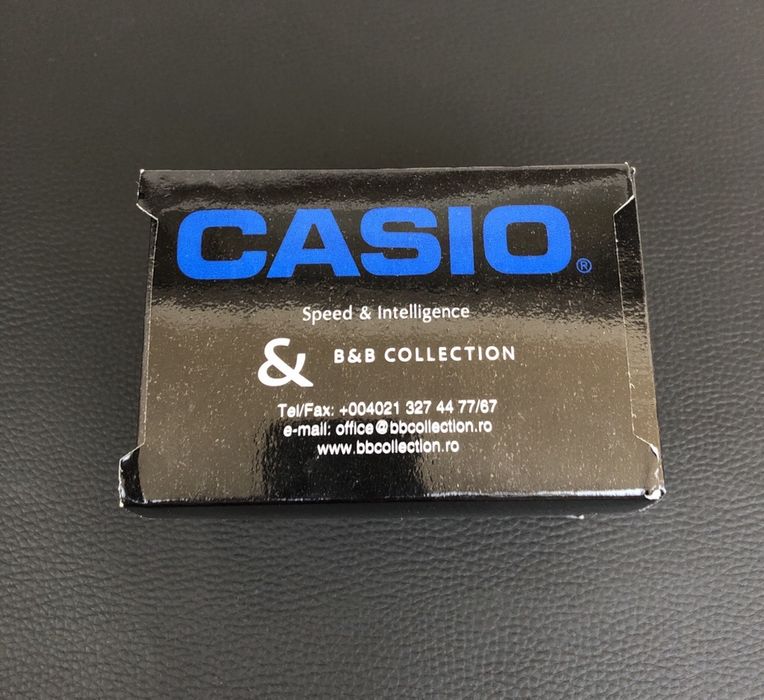 CASIO®
Speed & Intelligence
& B&B COLLECTION
Tel/Fax: +004021 327 44 77/67
e-mail: office@bbcollection.ro
www.bbcollection.ro